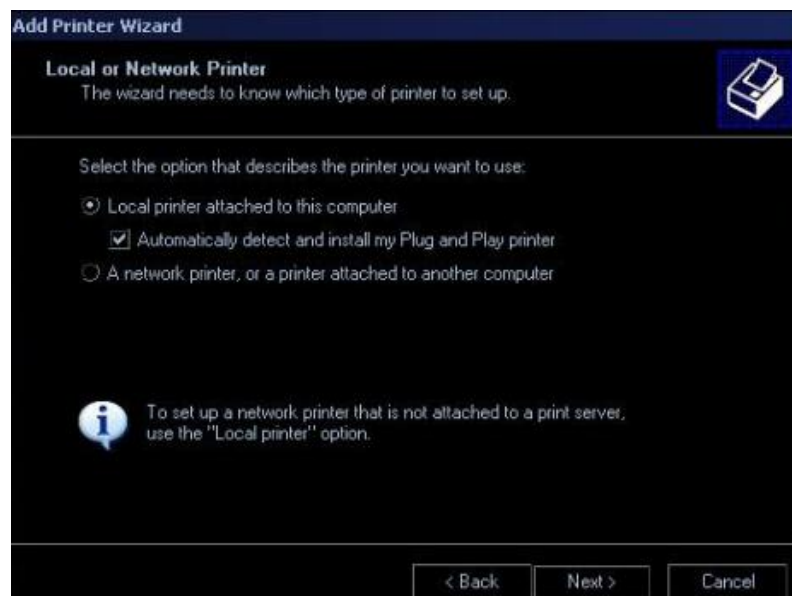 Add Printer Wizard
Local or Network Printer
The wizard needs to know which type of printer to set up.
Select the option that describes the printer you want to use:
Local printer attached to this computer
Automatically detect and install my Plug and Play printer
A network printer, or a printer attached to another computer
To set up a network printer that is not attached to a print server,
use the "Local printer" option.
< Back Next > Cancel